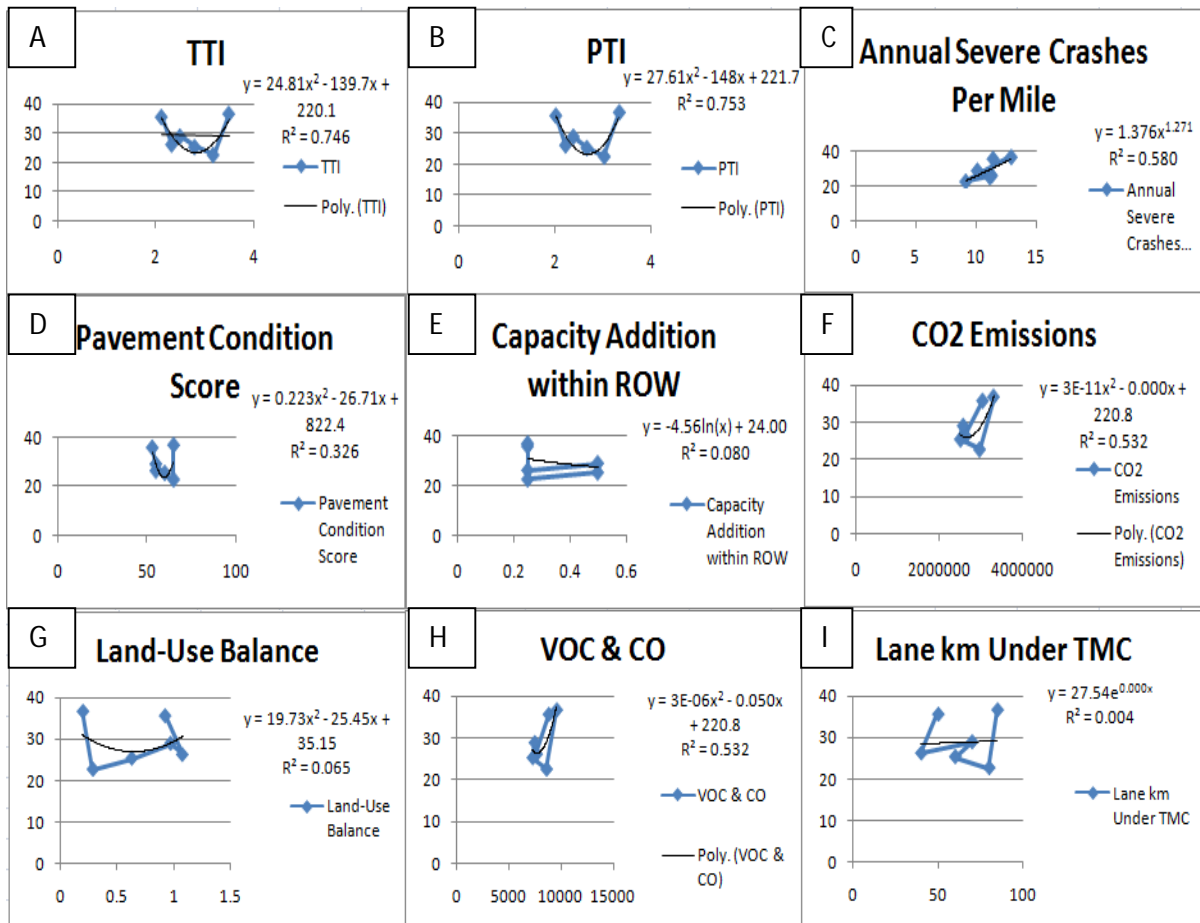 A
TTI
y = 24.81x² - 139.7x +
220.1
R² = 0.746
40
30
20
10
0
0 2 4
TTI
Poly. (TTI)
B
PTI
y = 27.61x² - 148x + 221.7
R² = 0.753
40
30
20
10
0
0 2 4
PTI
Poly. (PTI)
C
Annual Severe Crashes
Per Mile
y = 1.376x^1.271
R² = 0.580
40
20
0
0 5 10 15
Annual
Severe
Crashes...
D
Pavement Condition
Score
y = 0.223x² - 26.71x +
822.4
R² = 0.326
40
20
0
0 50 100
Pavement
Condition
Score
E
Capacity Addition
within ROW
y = -4.56ln(x) + 24.00
R² = 0.080
40
20
0
0 0.2 0.4 0.6
Capacity
Addition
within ROW
F
CO2 Emissions
y = 3E-11x² - 0.000x +
220.8
R² = 0.532
40
30
20
10
0
0 2000000 4000000
CO2
Emissions
Poly. (CO2
Emissions)
G
Land-Use Balance
y = 19.73x² - 25.45x +
35.15
R² = 0.065
40
30
20
10
0
0 0.5 1 1.5
Land-Use
Balance
H
VOC & CO
y = 3E-06x² - 0.050x
+ 220.8
R² = 0.532
40
30
20
10
0
0 5000 10000 15000
VOC & CO
Poly. (VOC &
CO)
I
Lane km Under TMC
y = 27.54e^0.000x
R² = 0.004
40
30
20
10
0
0 50 100
Lane km
Under TMC